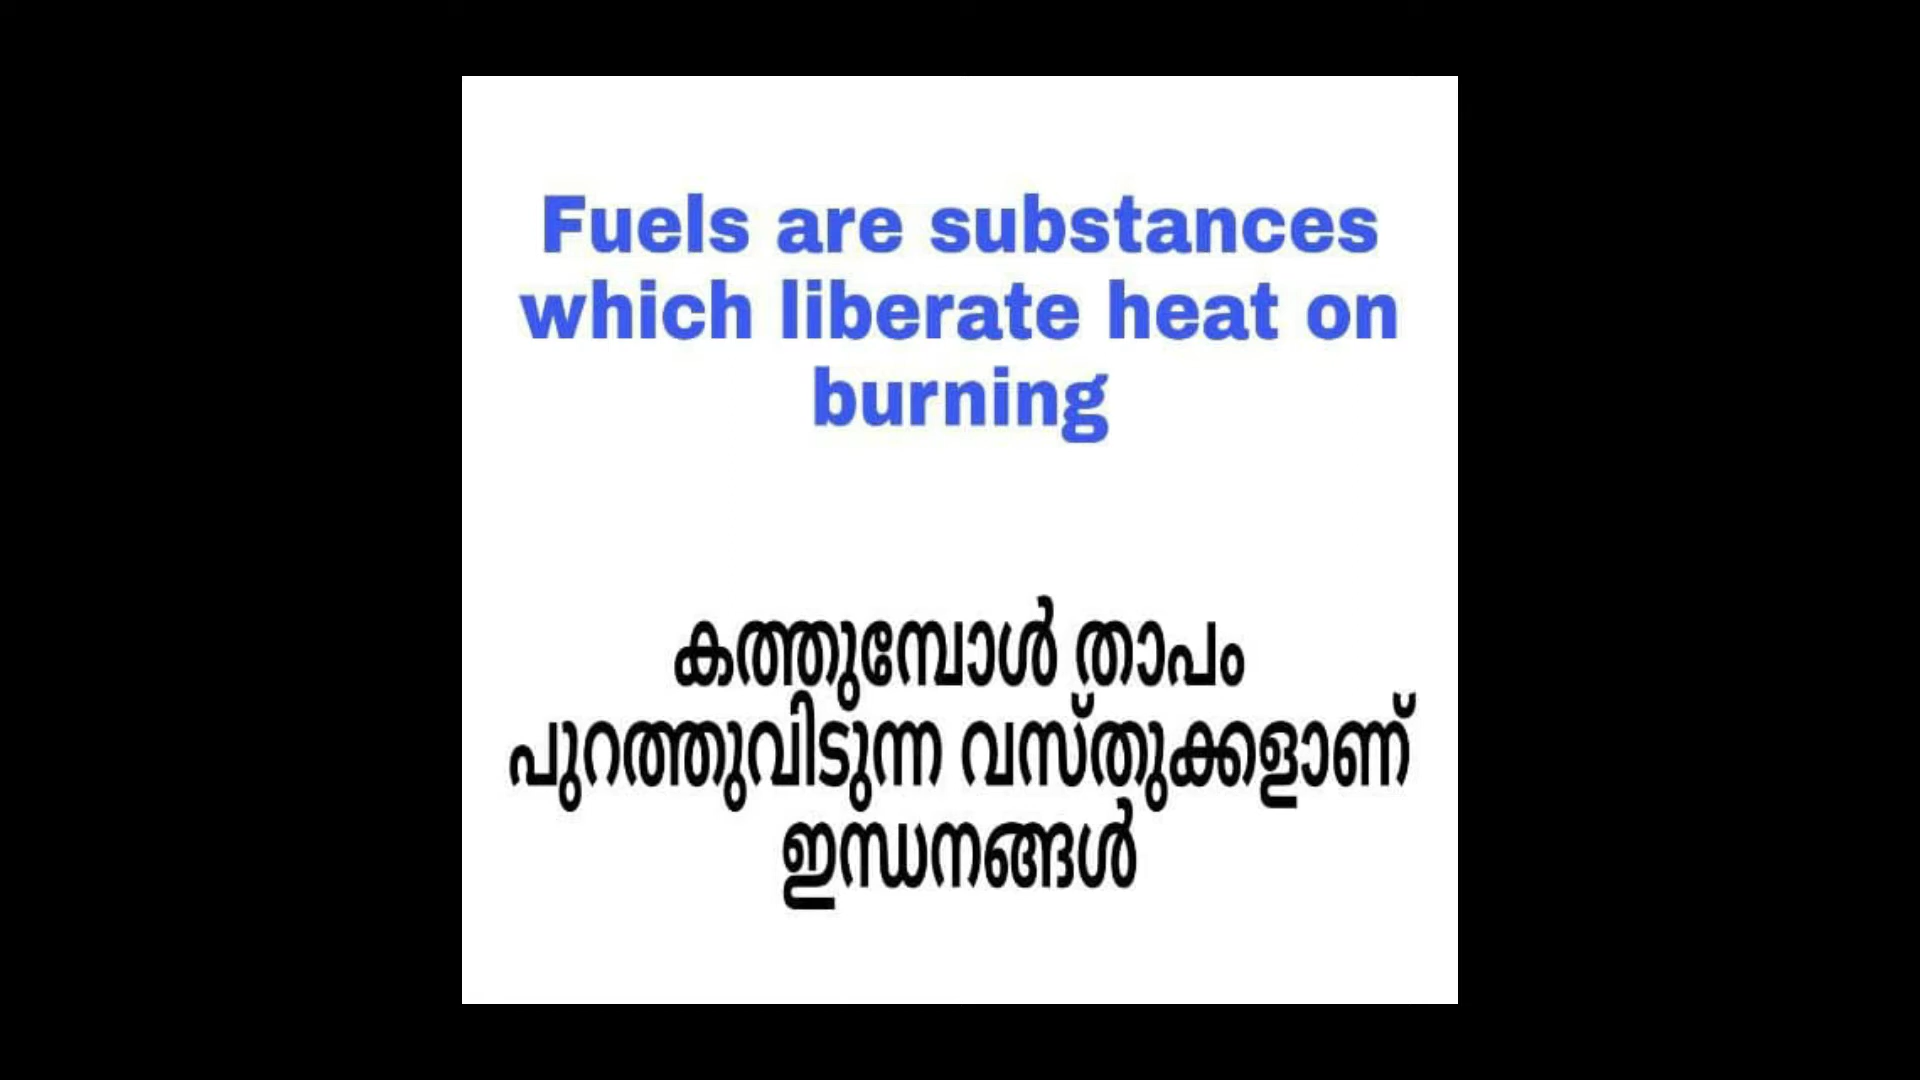 Fuels are substances
which liberate heat on
burning
കത്തുമ്പോൾ താപം
പുറത്തുവിടുന്ന വസ്തുക്കളാണ്
ഇന്ധനങ്ങൾ